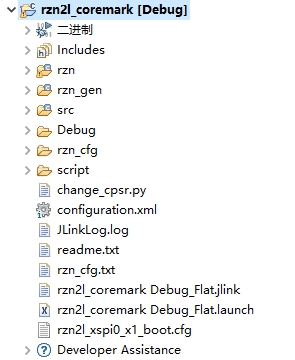 rzn2l_coremark [Debug]
二进制
Includes
rzn
rzn_gen
src
Debug
rzn_cfg
script
change_cpsr.py
configuration.xml
JLinkLog.log
readme.txt
rzn_cfg.txt
rzn2l_coremark Debug_Flat.jlink
rzn2l_coremark Debug_Flat.launch
rzn2l_xspi0_x1_boot.cfg
Developer Assistance